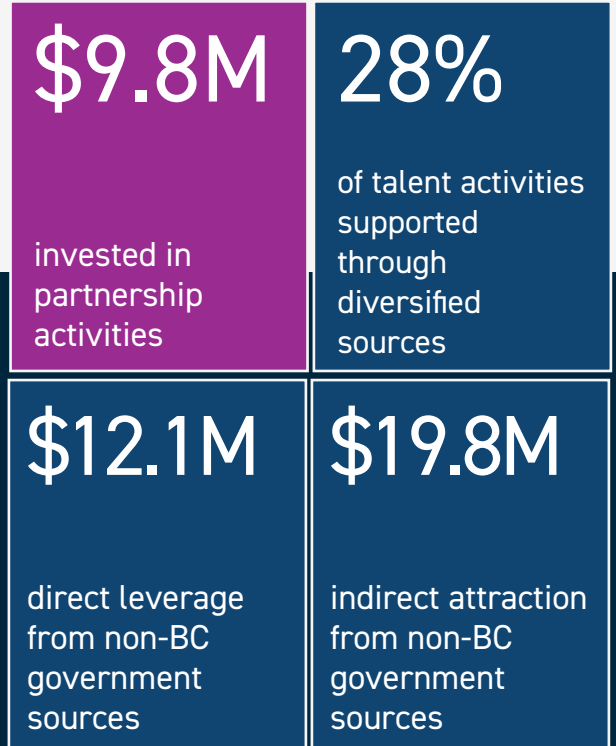 $9.8M
invested in
partnership
activities
28%
of talent activities
supported
through
diversified
sources
$12.1M
direct leverage
from non-BC
government
sources
$19.8M
indirect attraction
from non-BC
government
sources